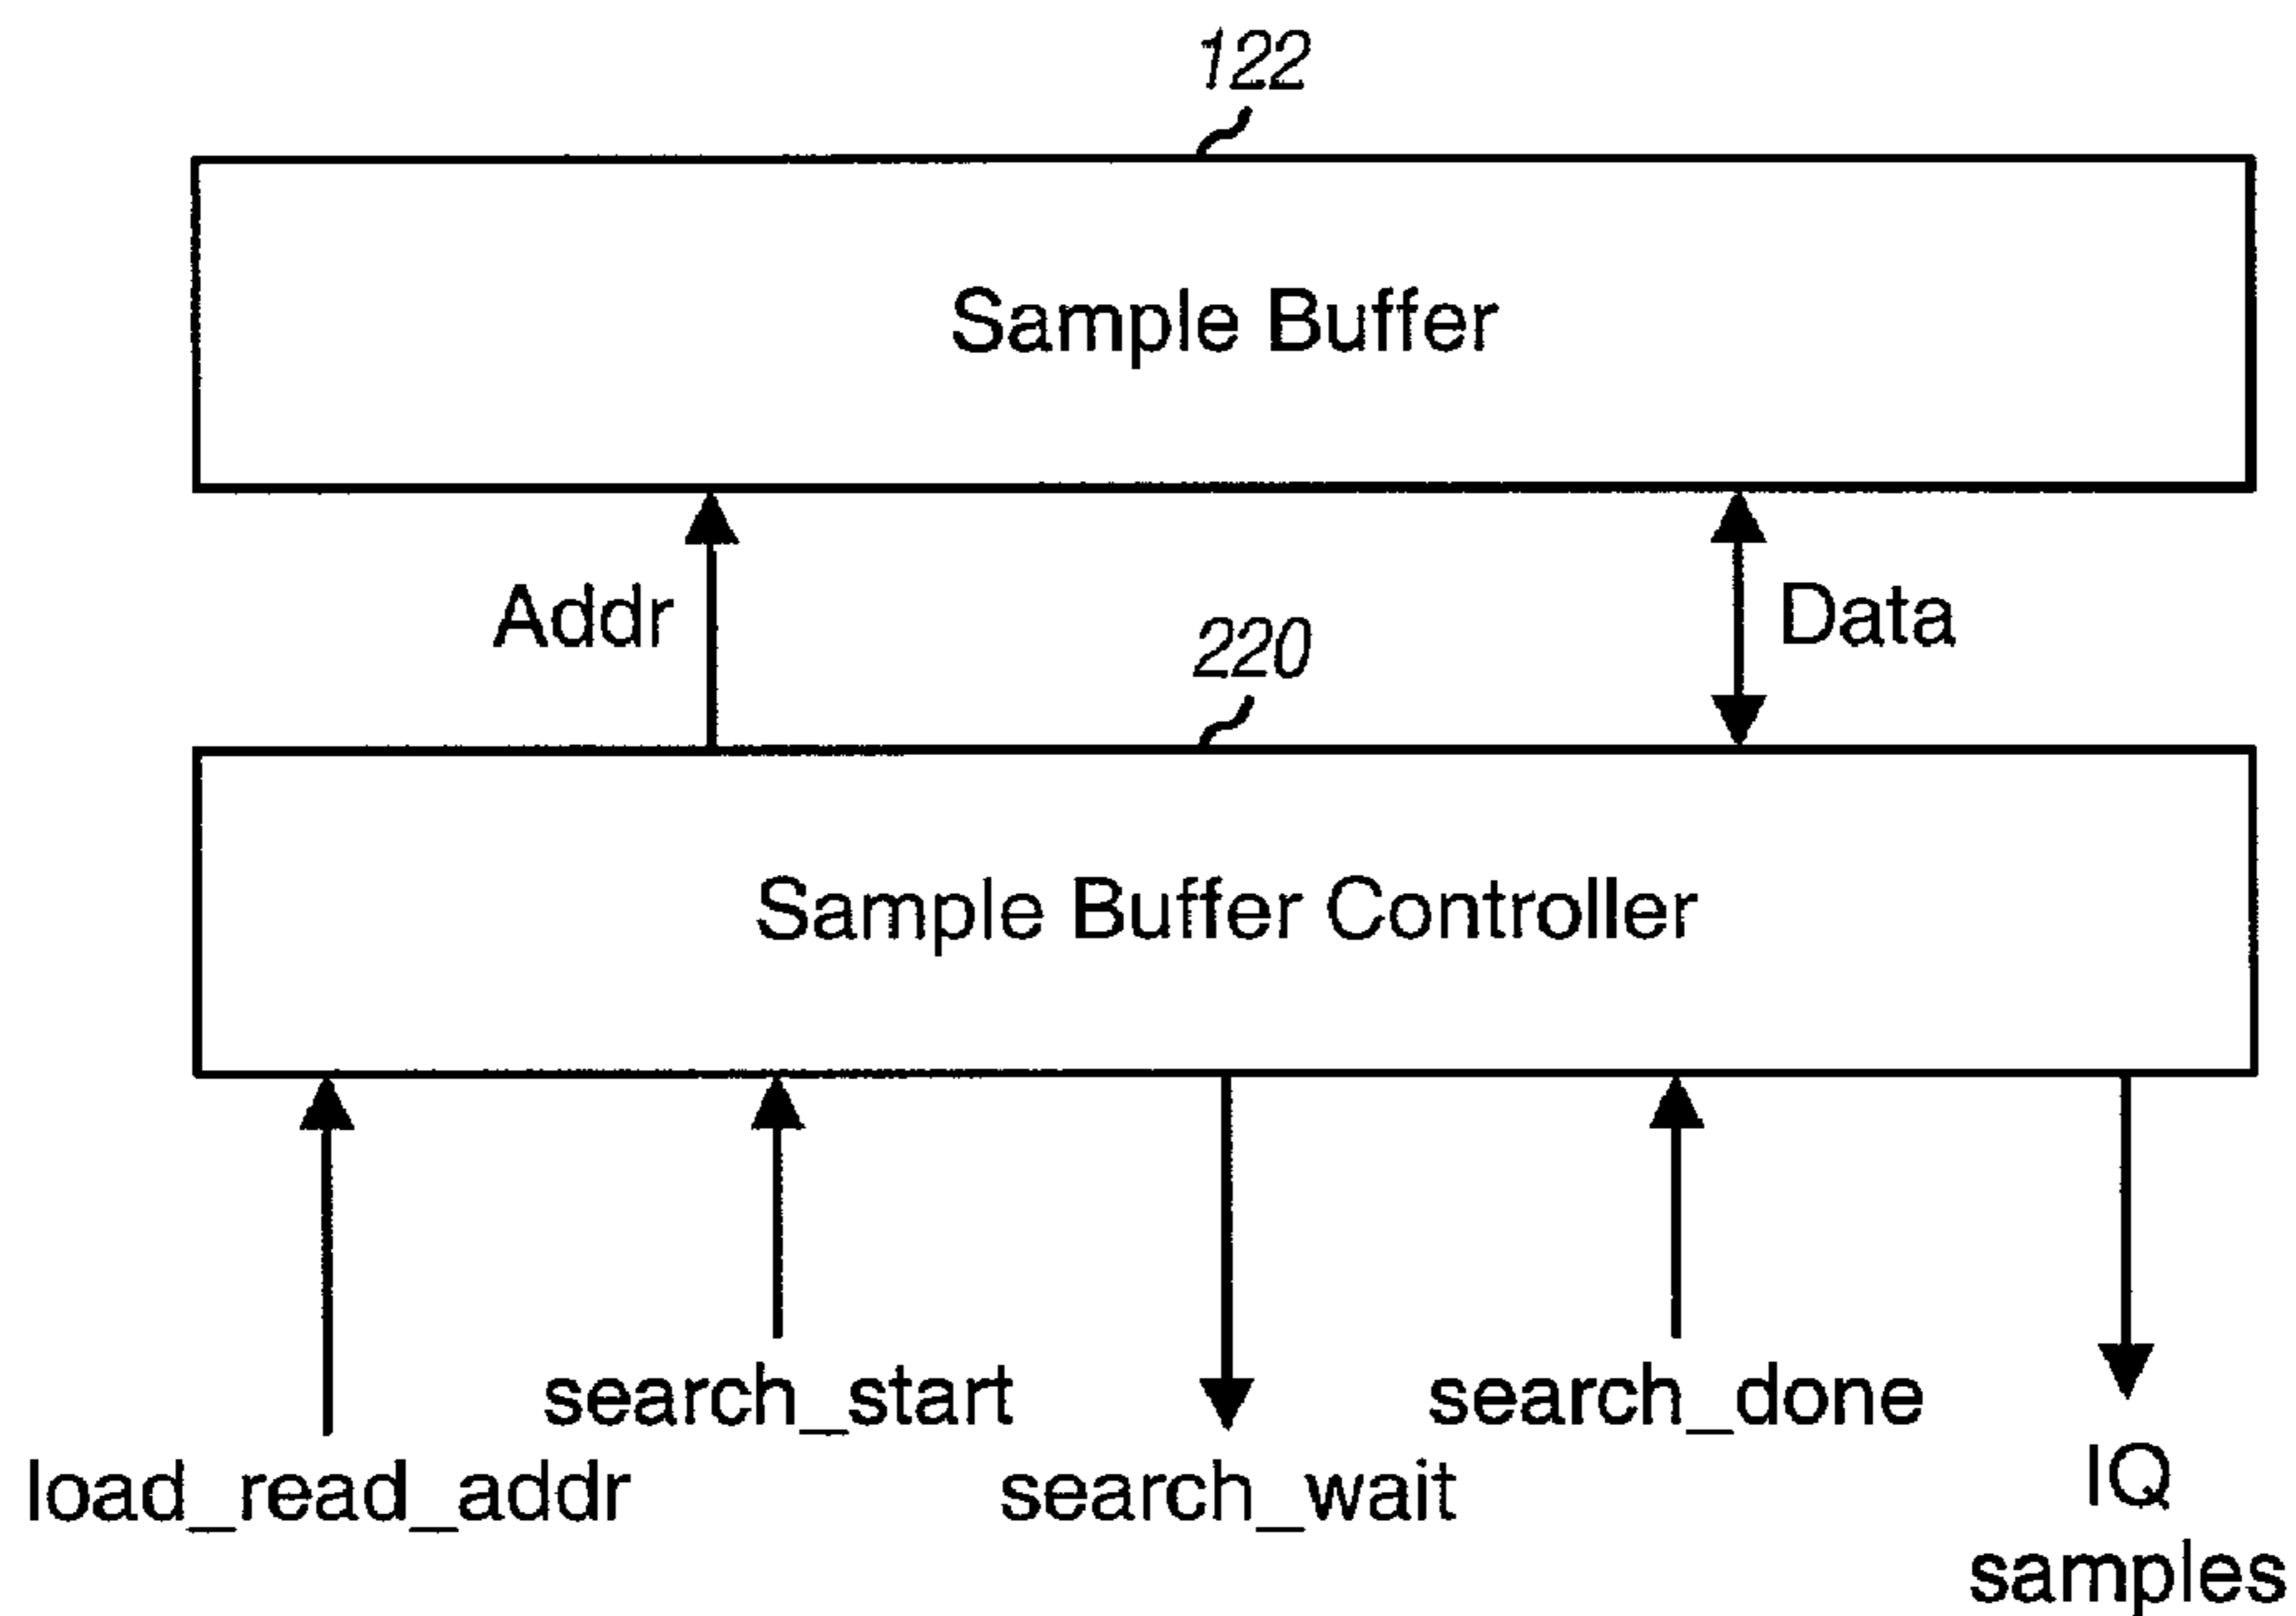 122
Sample Buffer
Addr
Data
220
Sample Buffer Controller
search_start
search_done
load_read_addr
search_wait
IQ
samples